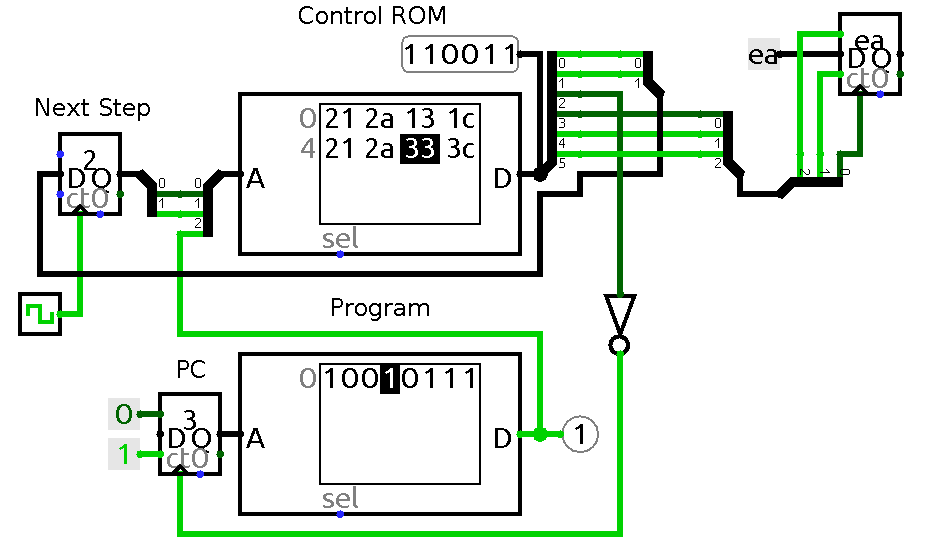 Control ROM
110011
ea
ea
D Q
ct0
Next Step
2
D Q
ct0
0 21 2a 13 1c
4 21 2a 33 3c
A
D
sel
0
1
0
1
2
0
1
2
3
4
5
0
1
0
1
2
2
1
0
Program
PC
0
1
3
D Q
ct0
0 10010111
A
D
sel
1